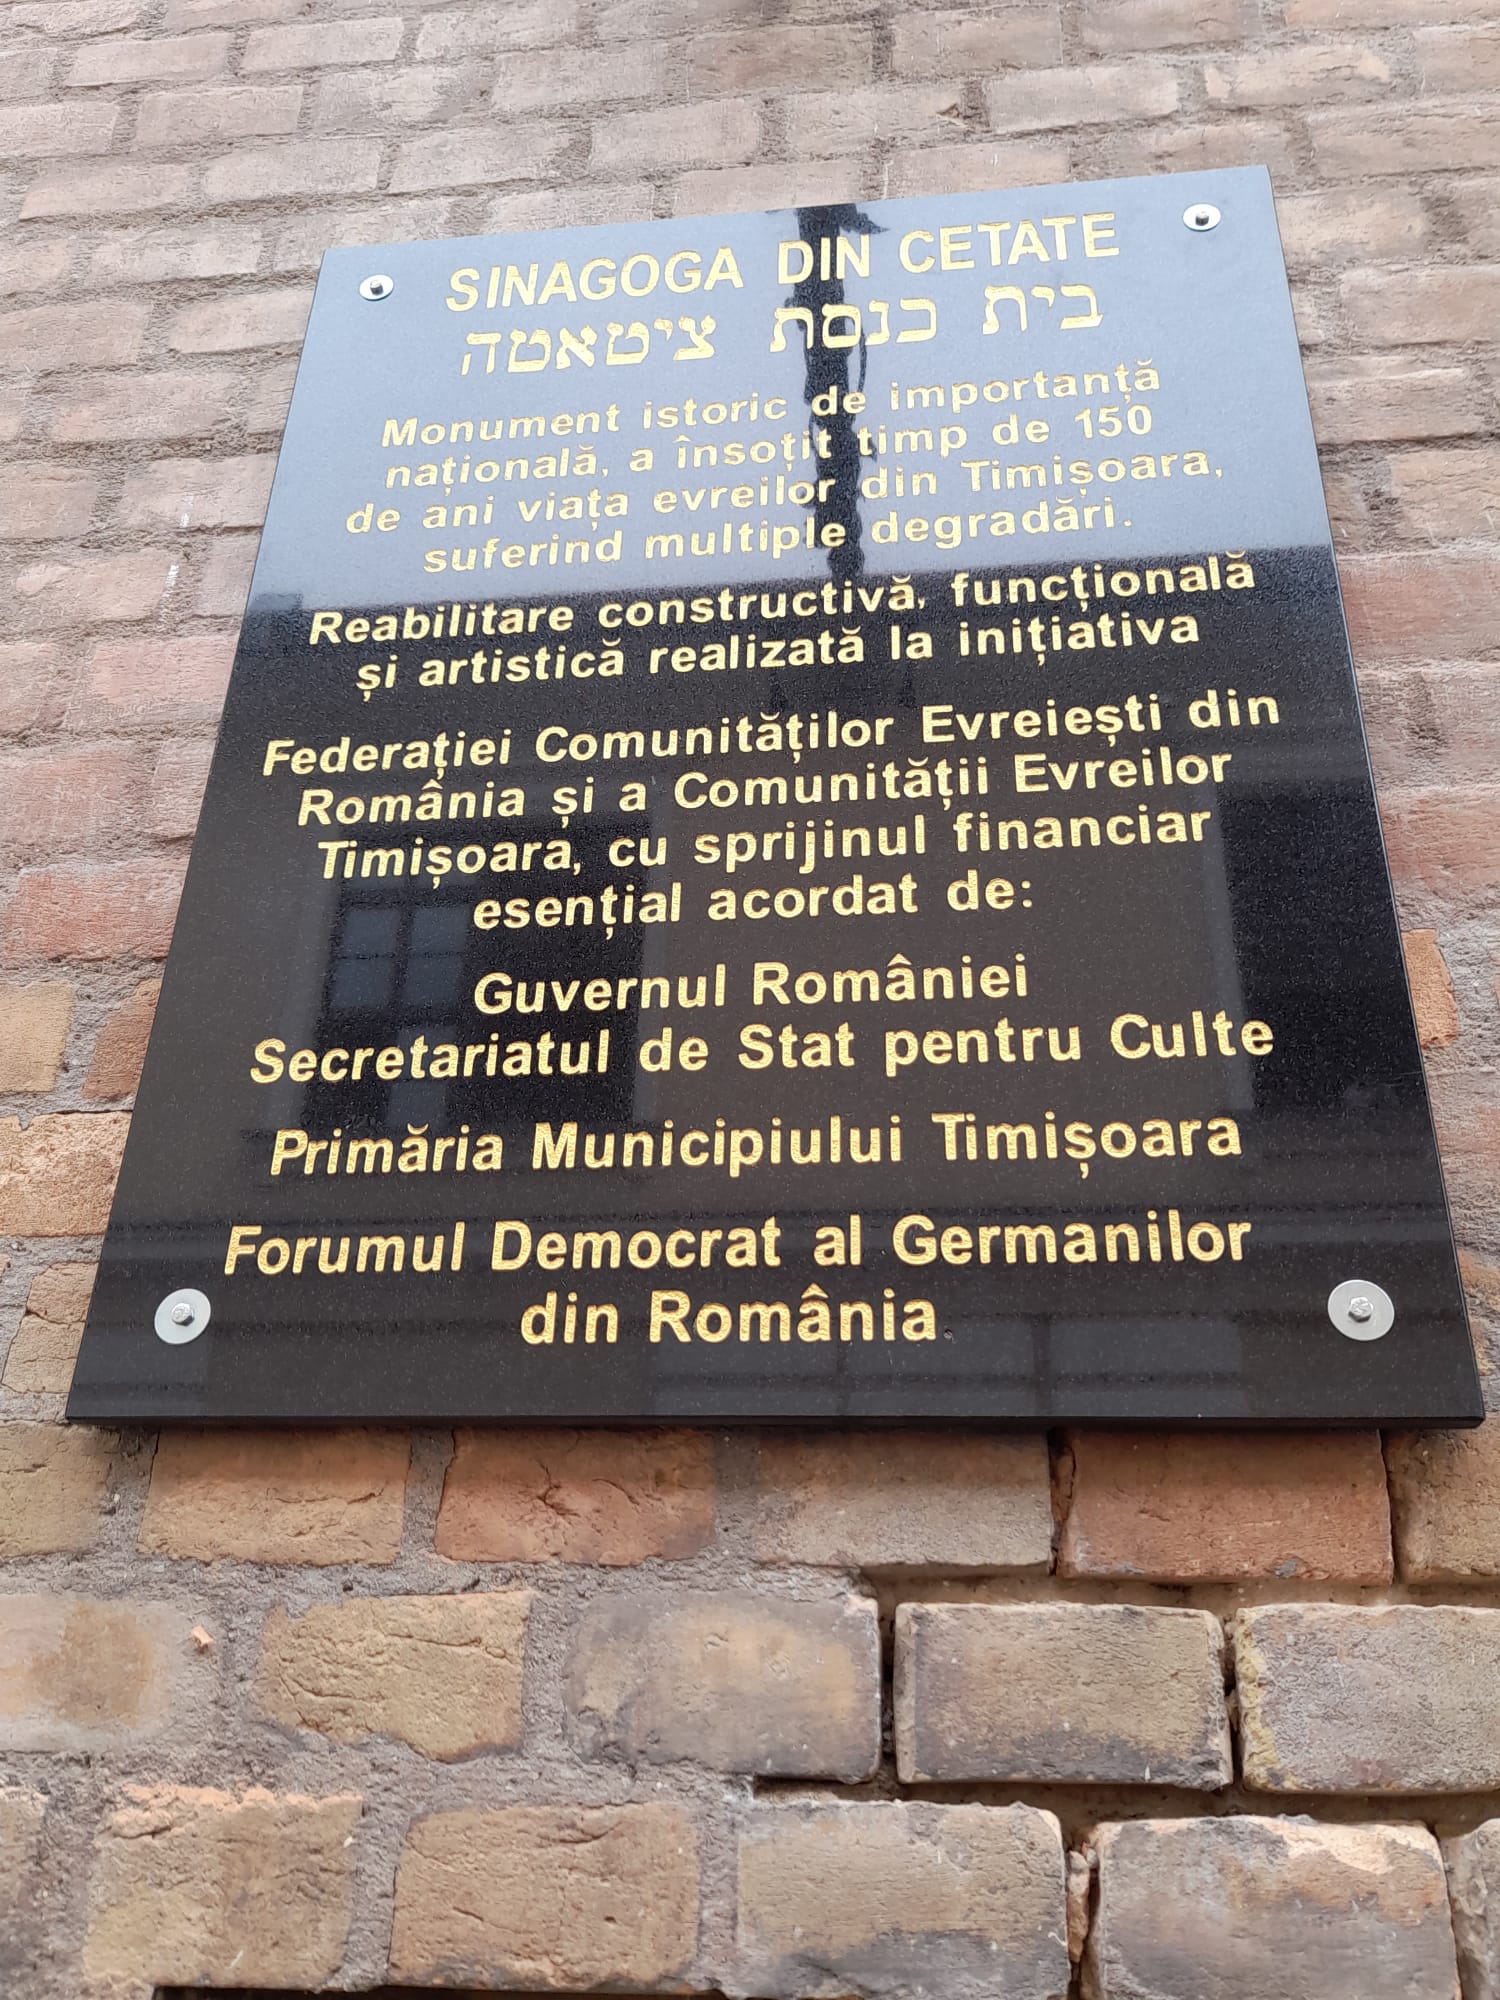 SINAGOGA DIN CETATE
בית כנסת ציטאטה
Monument istoric de importanță
națională, a însoțit timp de 150
de ani viața evreilor din Timișoara,
suferind multiple degradări.
Reabilitare constructivă, funcțională
și artistică realizată la inițiativa
Federației Comunităților Evreiești din
România și a Comunității Evreilor
Timișoara, cu sprijinul financiar
esențial acordat de:
Guvernul României
Secretariatul de Stat pentru Culte
Primăria Municipiului Timișoara
Forumul Democrat al Germanilor
din România